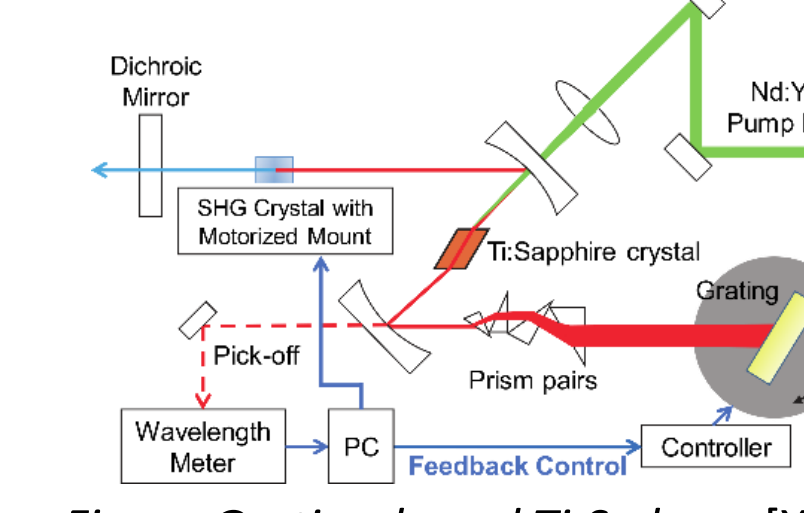 Dichroic
Mirror
Nd:Y
Pump
SHG Crystal with
Motorized Mount
Ti:Sapphire crystal
Grating
Pick-off
Prism pairs
Wavelength
Meter
PC
Controller
Feedback Control